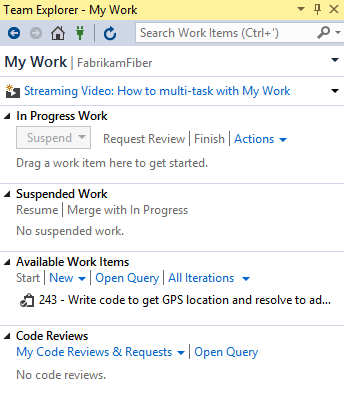 Team Explorer - My Work
Search Work Items (Ctrl+')
My Work | FabrikamFiber
Streaming Video: How to multi-task with My Work
In Progress Work
Suspend | Request Review | Finish | Actions
Drag a work item here to get started.
Suspended Work
Resume | Merge with In Progress
No suspended work.
Available Work Items
Start | New | Open Query | All Iterations
243 - Write code to get GPS location and resolve to ad...
Code Reviews
My Code Reviews & Requests | Open Query
No code reviews.